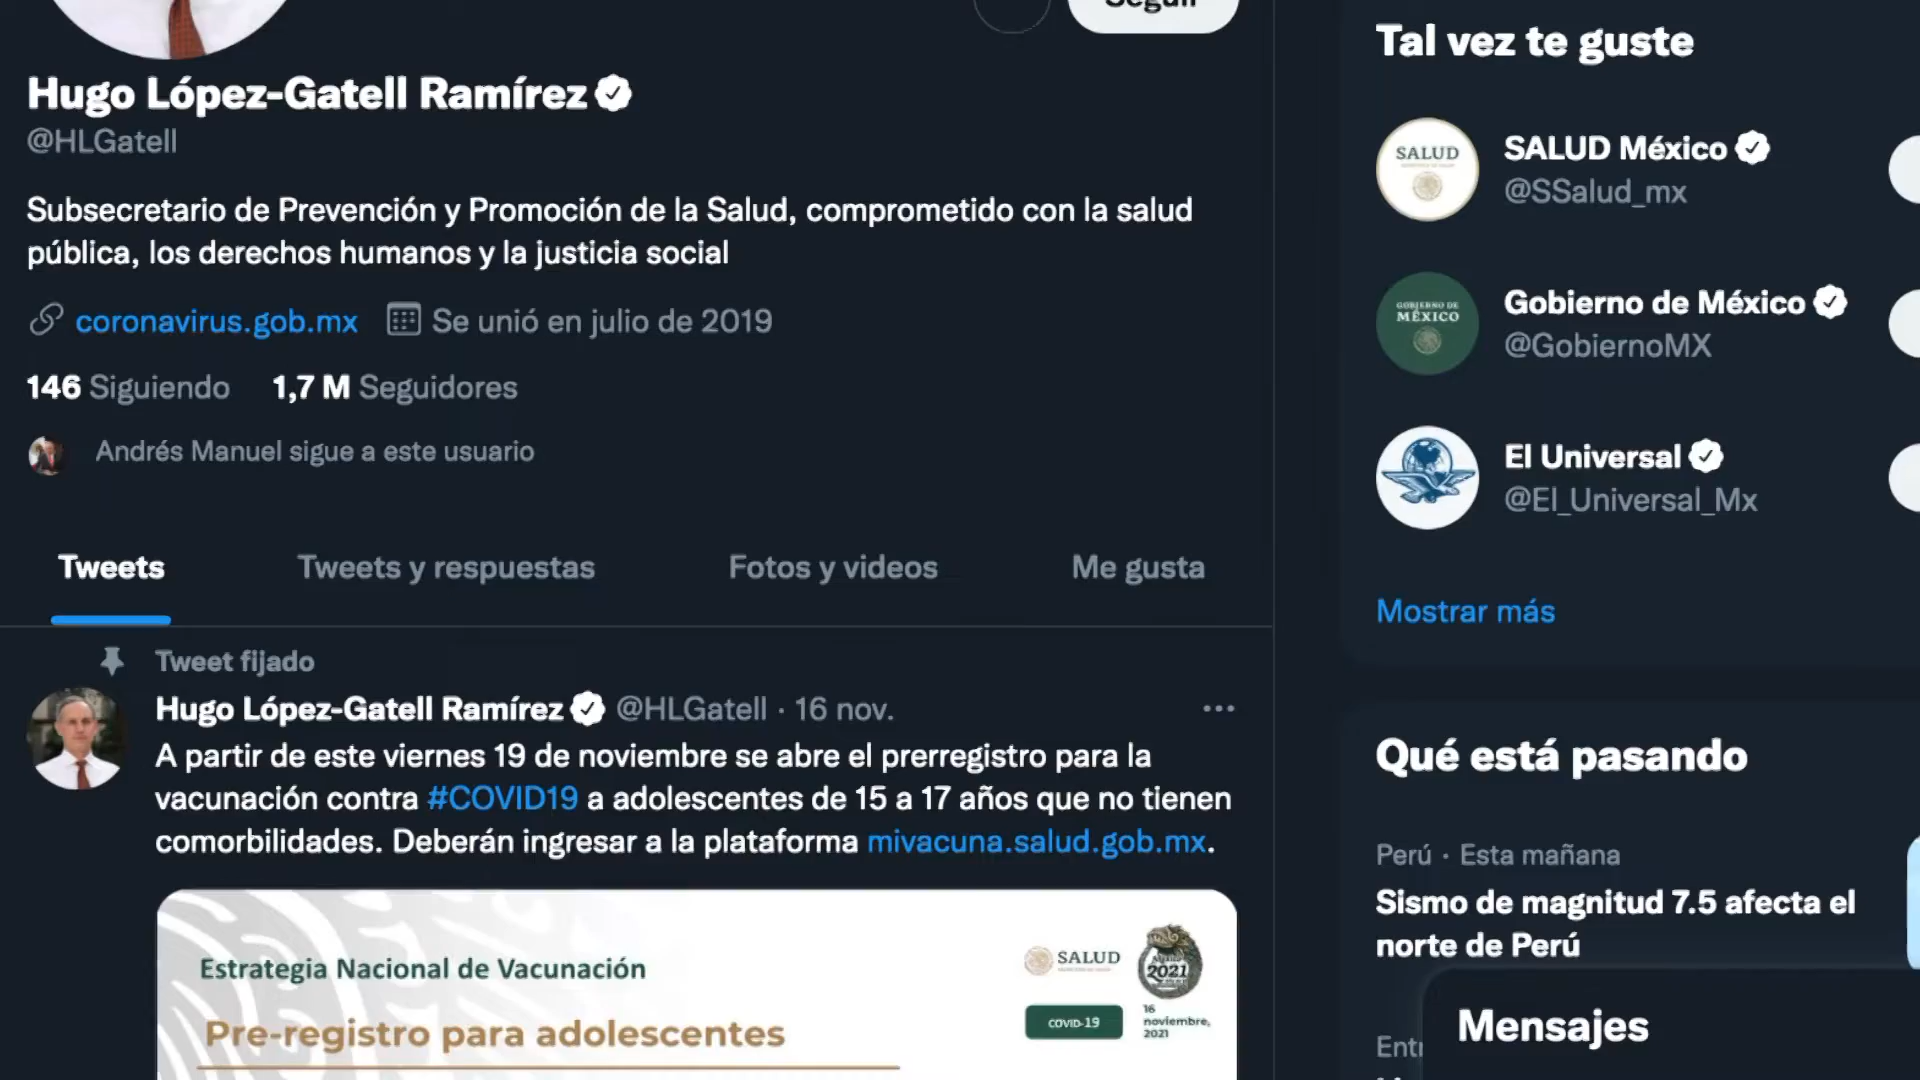 Seguir
Hugo López-Gatell Ramírez
@HLGatell
Subsecretario de Prevención y Promoción de la Salud, comprometido con la salud
pública, los derechos humanos y la justicia social
coronavirus.gob.mx Se unió en julio de 2019
146 Siguiendo 1,7 M Seguidores
Andrés Manuel sigue a este usuario
Tweets Tweets y respuestas Fotos y videos Me gusta
Tweet fijado
Hugo López-Gatell Ramírez @HLGatell · 16 nov.
A partir de este viernes 19 de noviembre se abre el prerregistro para la
vacunación contra #COVID19 a adolescentes de 15 a 17 años que no tienen
comorbilidades. Deberán ingresar a la plataforma mivacuna.salud.gob.mx.
Estrategia Nacional de Vacunación
Pre-registro para adolescentes
SALUD
2021
COVID-19
16
noviembre,
2021
Tal vez te guste
SALUD
SALUD México
@SSalud_mx
GOBIERNO DE
MÉXICO
Gobierno de México
@GobiernoMX
El Universal
@El_Universal_Mx
Mostrar más
Qué está pasando
Perú · Esta mañana
Sismo de magnitud 7.5 afecta el
norte de Perú
Mensajes